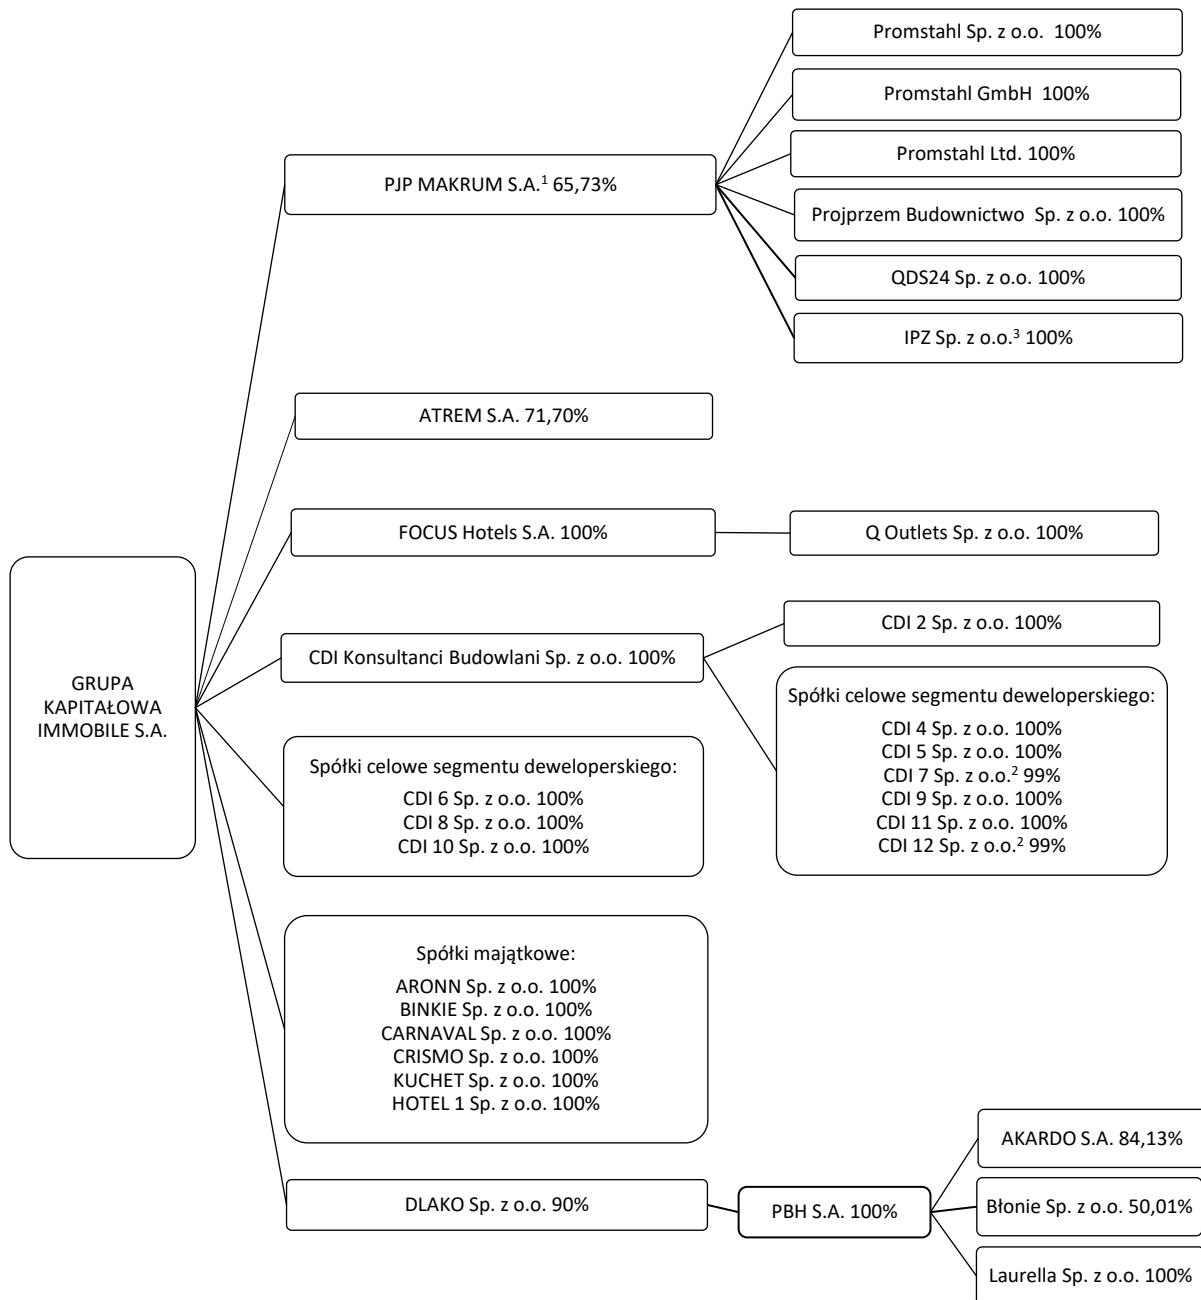 GRUPA
KAPITAŁOWA
IMMOBILE S.A.
PJP MAKRUM S.A.¹ 65,73%
Promstahl Sp. z o.o. 100%
Promstahl GmbH 100%
Promstahl Ltd. 100%
Projprzem Budownictwo Sp. z o.o. 100%
QDS24 Sp. z o.o. 100%
IPZ Sp. z o.o.³ 100%
ATREM S.A. 71,70%
FOCUS Hotels S.A. 100%
Q Outlets Sp. z o.o. 100%
CDI Konsultanci Budowlani Sp. z o.o. 100%
CDI 2 Sp. z o.o. 100%
Spółki celowe segmentu deweloperskiego:
CDI 4 Sp. z o.o. 100%
CDI 5 Sp. z o.o. 100%
CDI 7 Sp. z o.o.² 99%
CDI 9 Sp. z o.o. 100%
CDI 11 Sp. z o.o. 100%
CDI 12 Sp. z o.o.² 99%
Spółki celowe segmentu deweloperskiego:
CDI 6 Sp. z o.o. 100%
CDI 8 Sp. z o.o. 100%
CDI 10 Sp. z o.o. 100%
Spółki majątkowe:
ARONN Sp. z o.o. 100%
BINKIE Sp. z o.o. 100%
CARNAVAL Sp. z o.o. 100%
CRISMO Sp. z o.o. 100%
KUCHET Sp. z o.o. 100%
HOTEL 1 Sp. z o.o. 100%
DLAKO Sp. z o.o. 90%
PBH S.A. 100%
AKARDO S.A. 84,13%
Błonie Sp. z o.o. 50,01%
Laurella Sp. z o.o. 100%